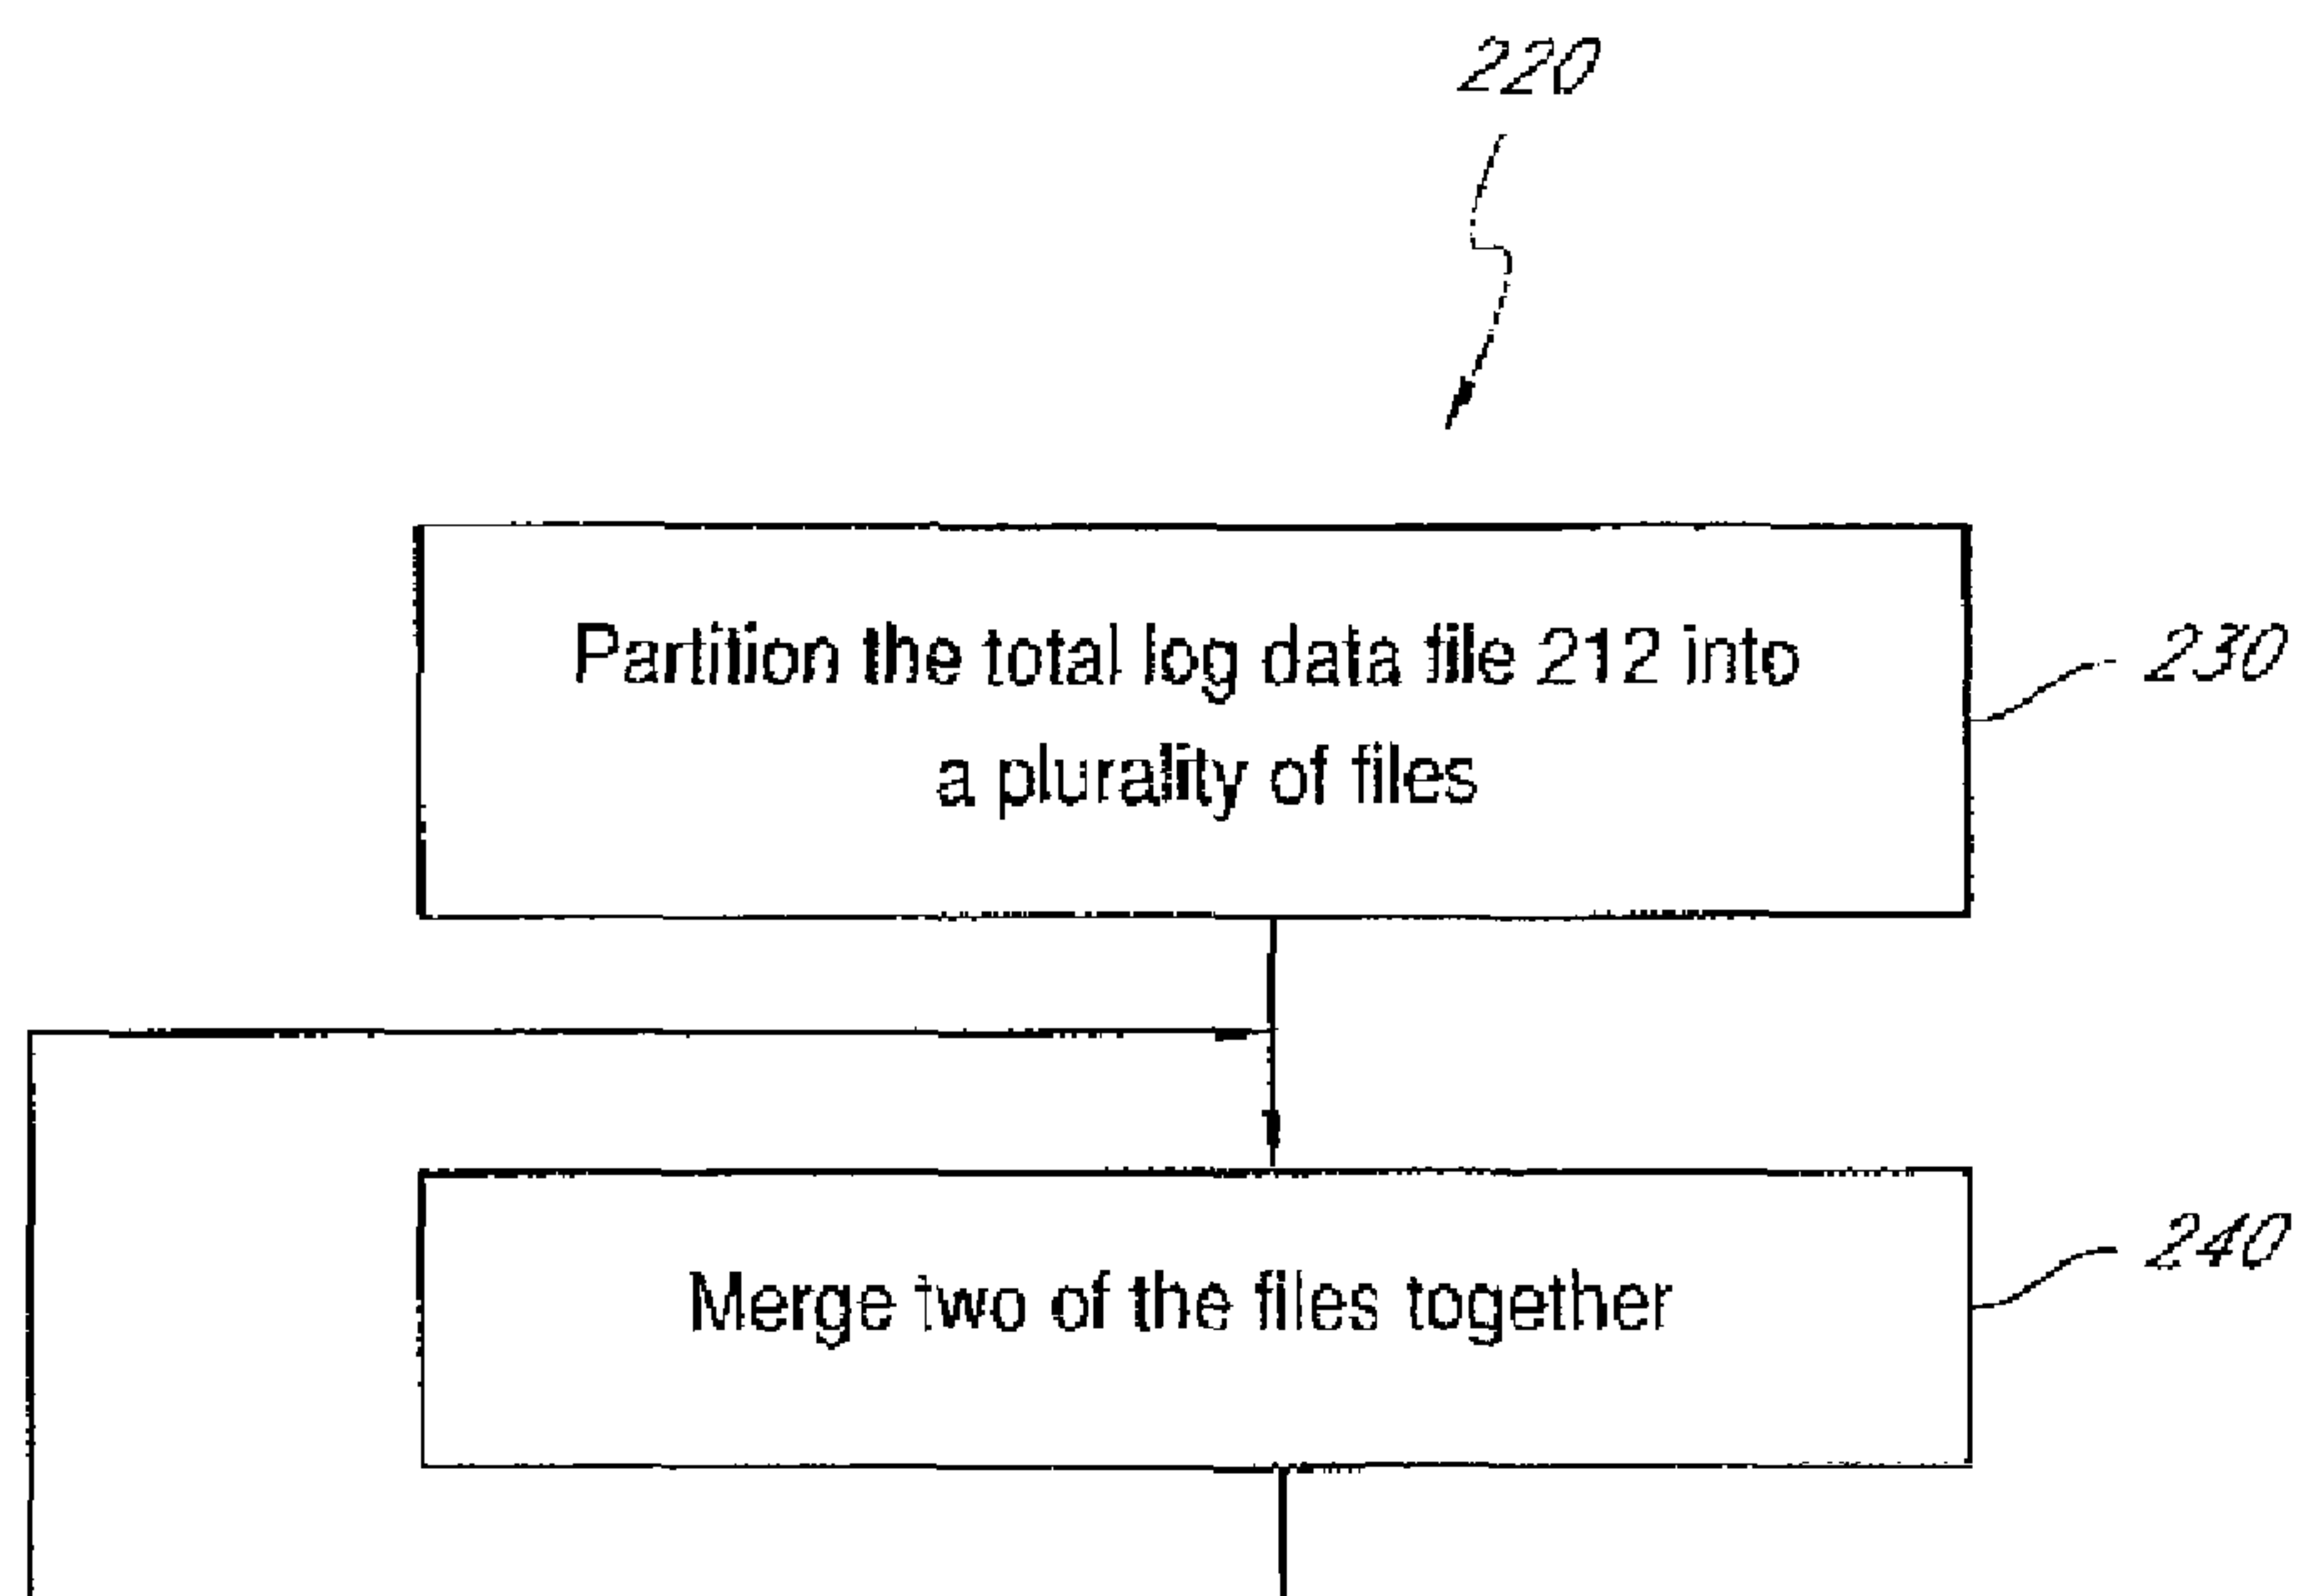 220
Partition the total log data file 212 into
a plurality of files
230
Merge two of the files together
240